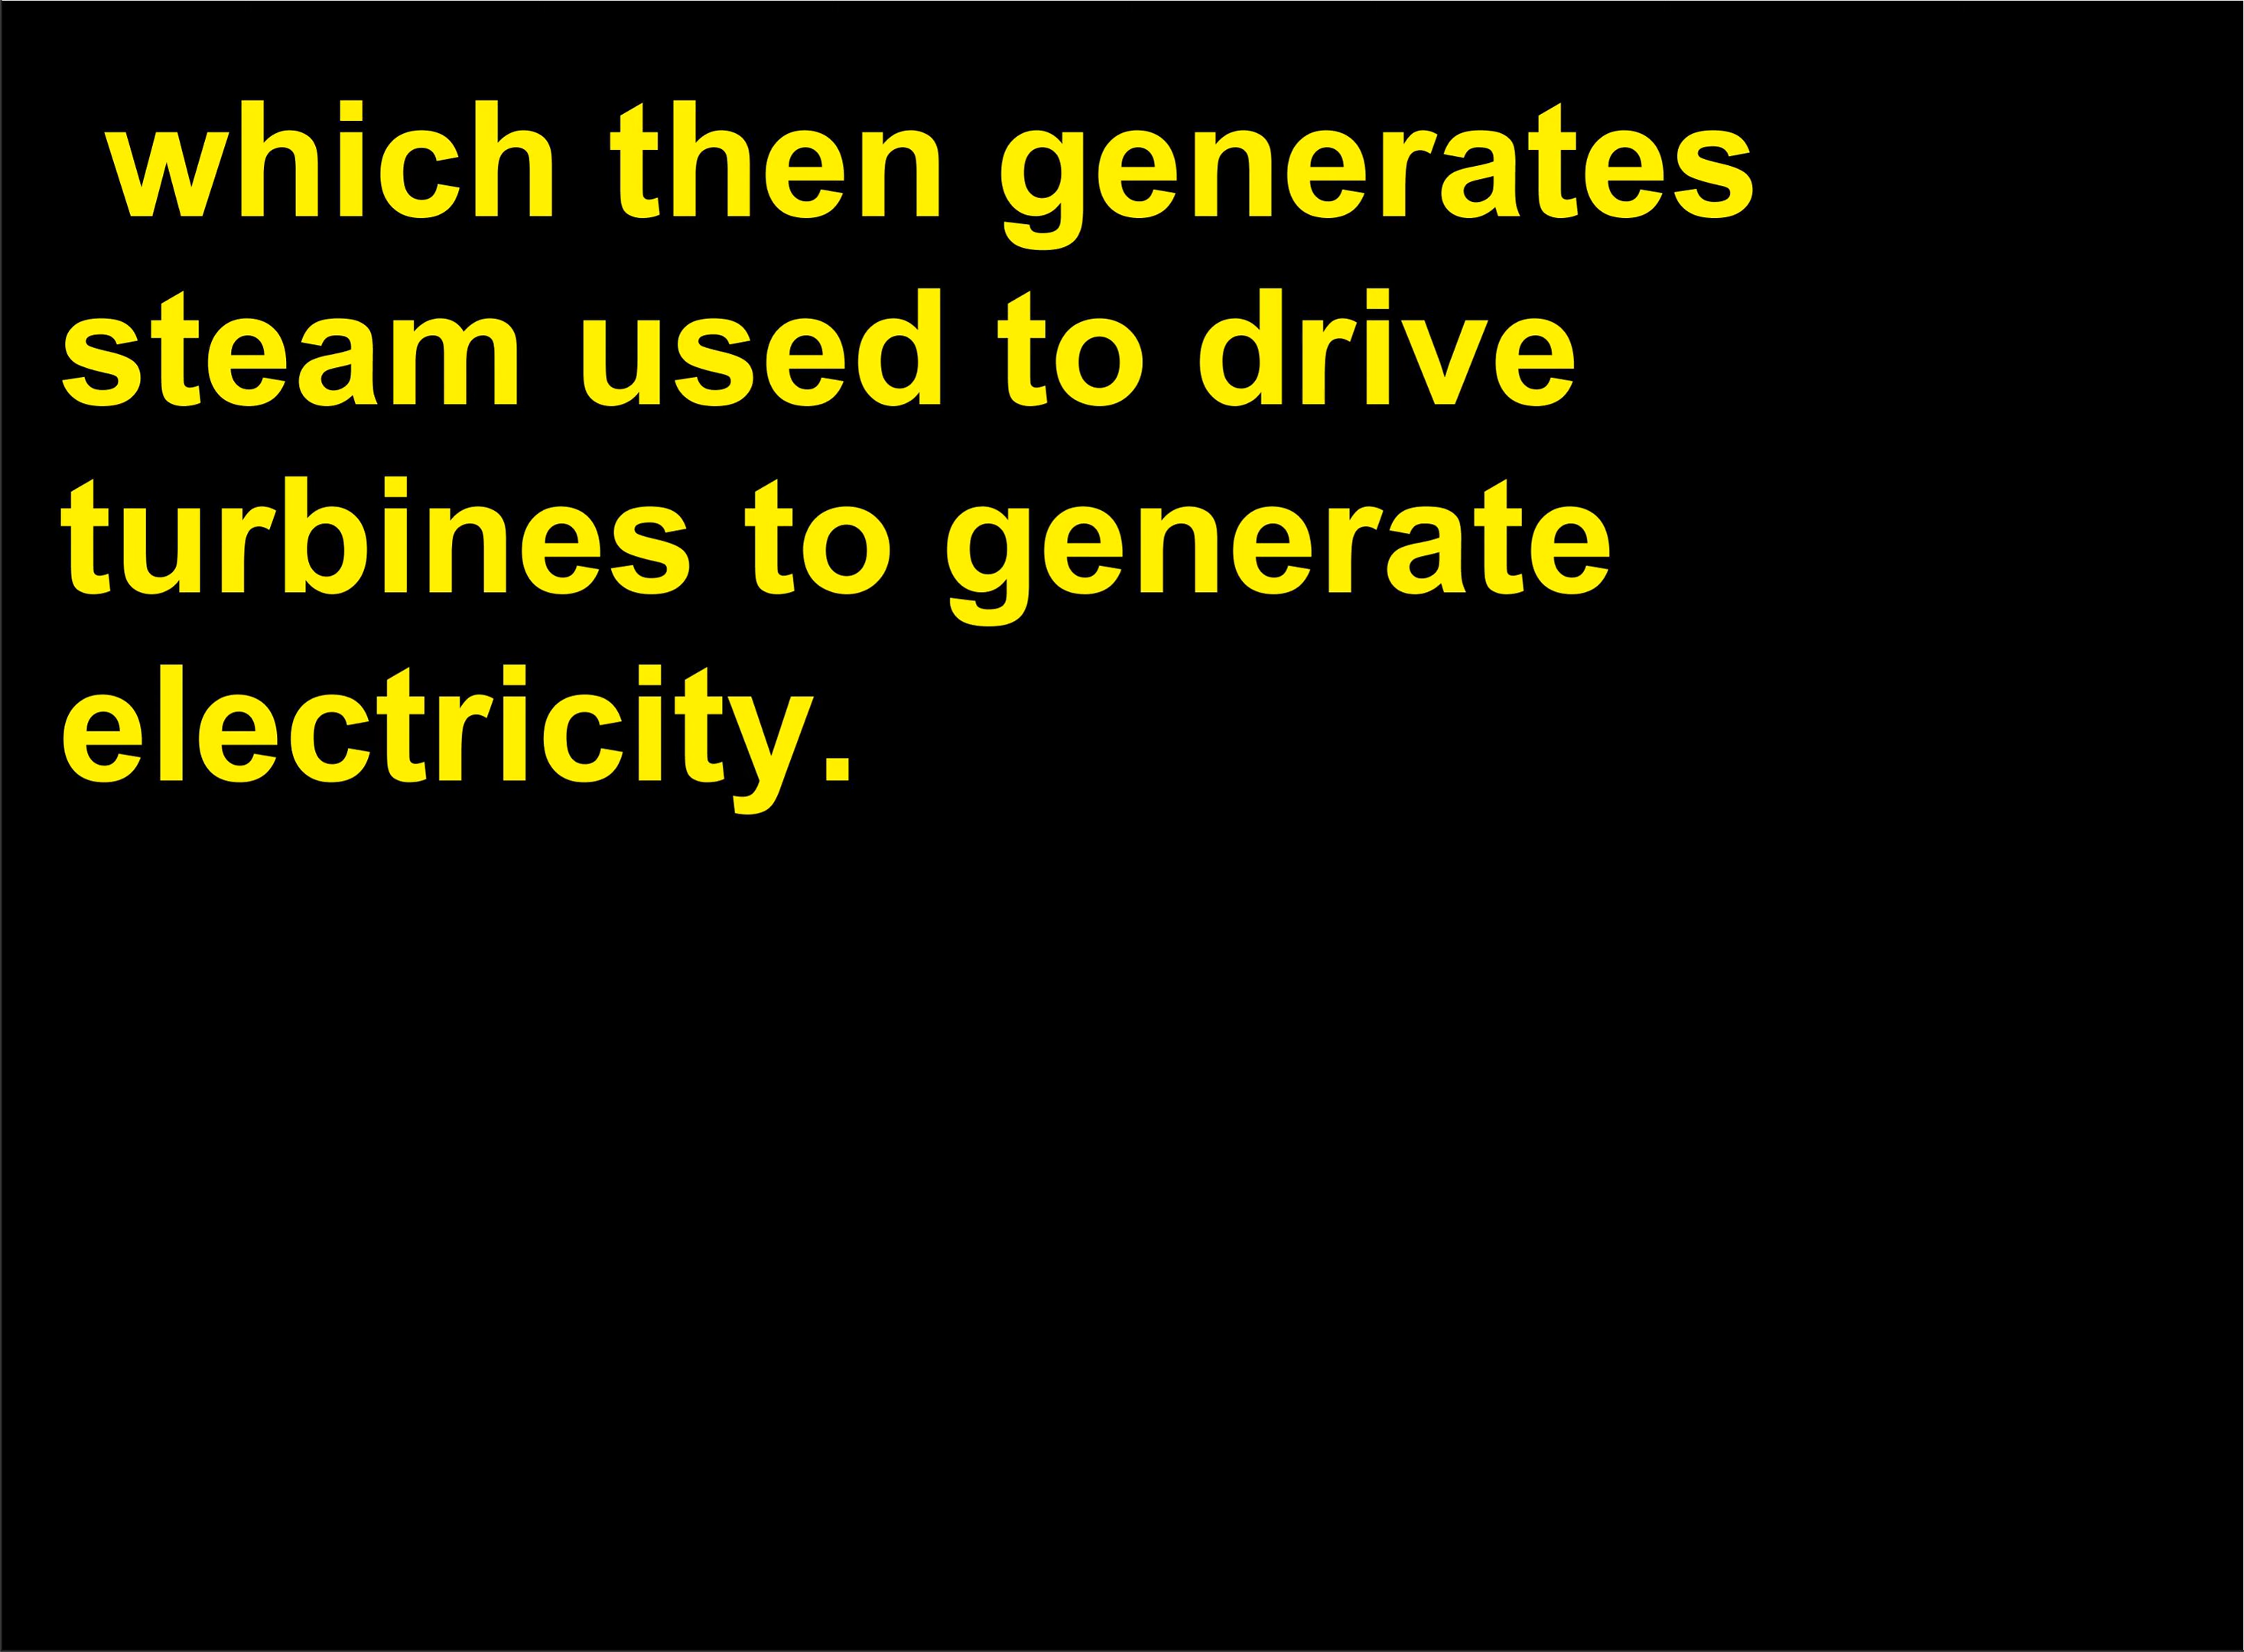 which then generates
steam used to drive
turbines to generate
electricity.